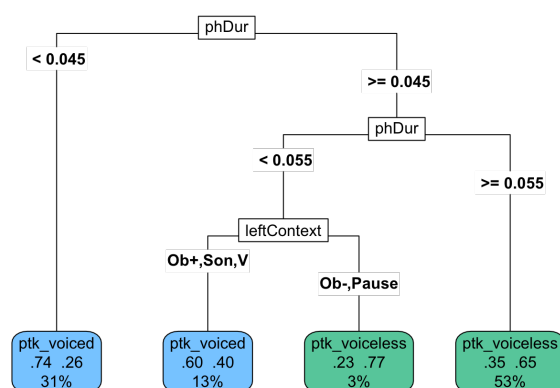 phDur
< 0.045
>= 0.045
phDur
< 0.055
>= 0.055
leftContext
Ob+,Son,V
Ob-,Pause
ptk_voiced
.74 .26
31%
ptk_voiced
.60 .40
13%
ptk_voiceless
.23 .77
3%
ptk_voiceless
.35 .65
53%